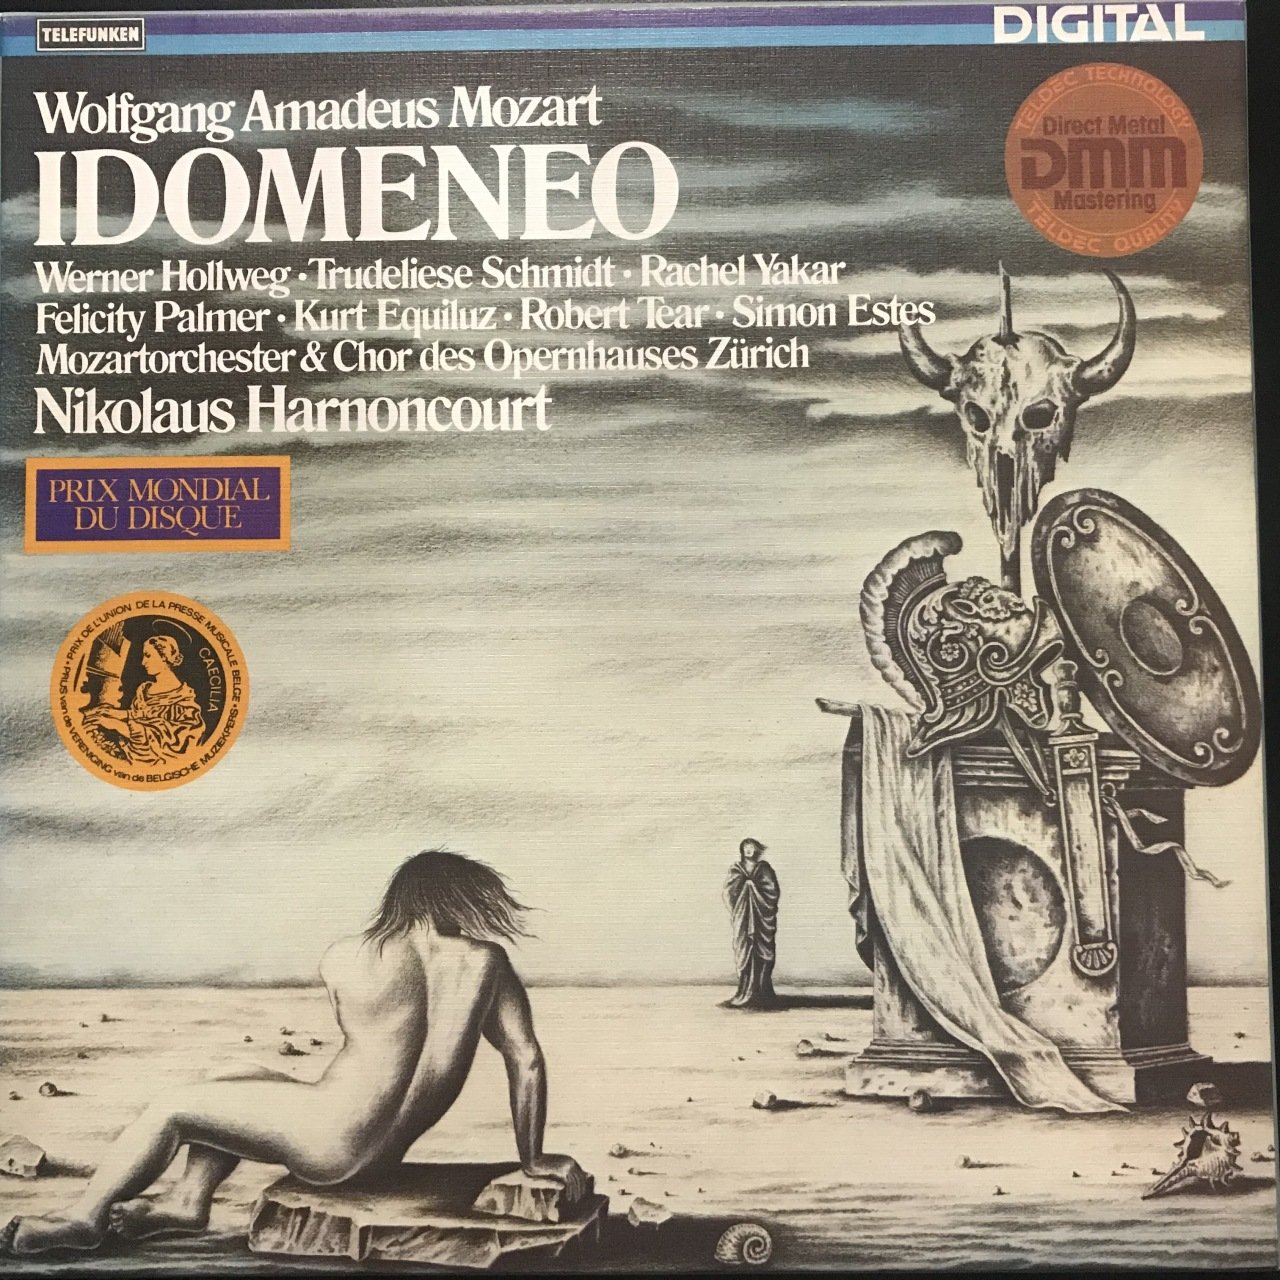 TELEFUNKEN
DIGITAL
Wolfgang Amadeus Mozart
IDOMENEO
Werner Hollweg · Trudeliese Schmidt · Rachel Yakar
Felicity Palmer · Kurt Equiluz · Robert Tear · Simon Estes
Mozartorchester & Chor des Opernhauses Zürich
Nikolaus Harnoncourt
TELDEC TECHNOLOGY
Direct Metal
DMM
Mastering
TELDEC QUALITY
PRIX MONDIAL
DU DISQUE
PRIX DE L'UNION DE LA PRESSE MUSICALE BELGE
CAECILIA
PRIJS van de VERENIGING van de BELGISCHE MUZIEKPERS